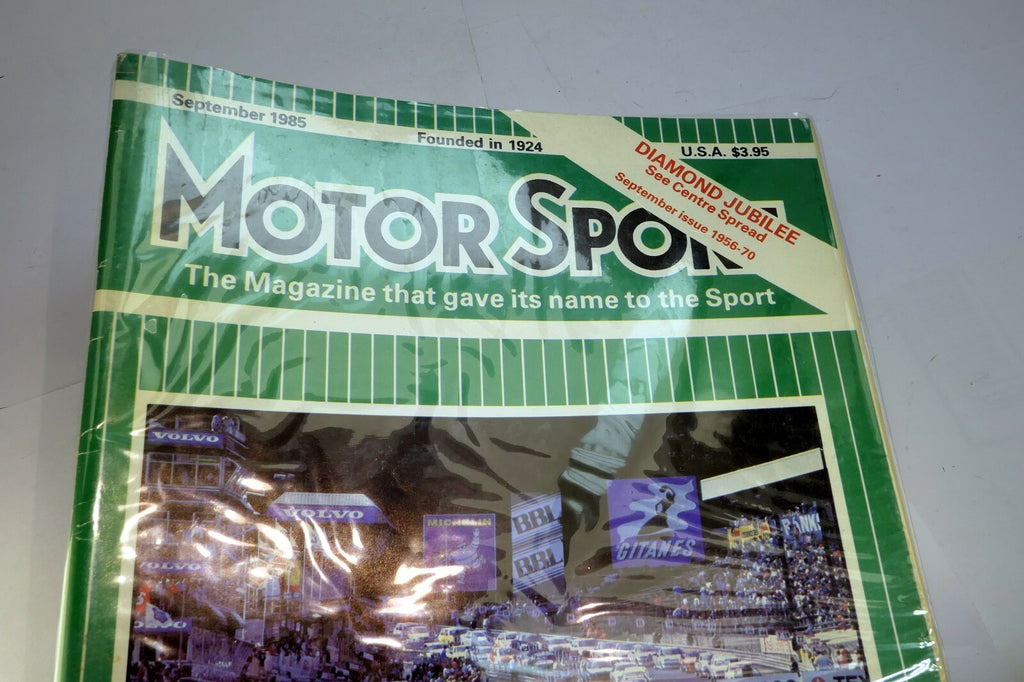 September 1985
Founded in 1924
U.S.A. $3.95
MOTOR SPOR
DIAMOND JUBILEE
See Centre Spread
September issue 1956-70
The Magazine that gave its name to the Sport
VOLVO
VOLVO
MICHELIN
BBL
BBL
GITANES
VOLVO